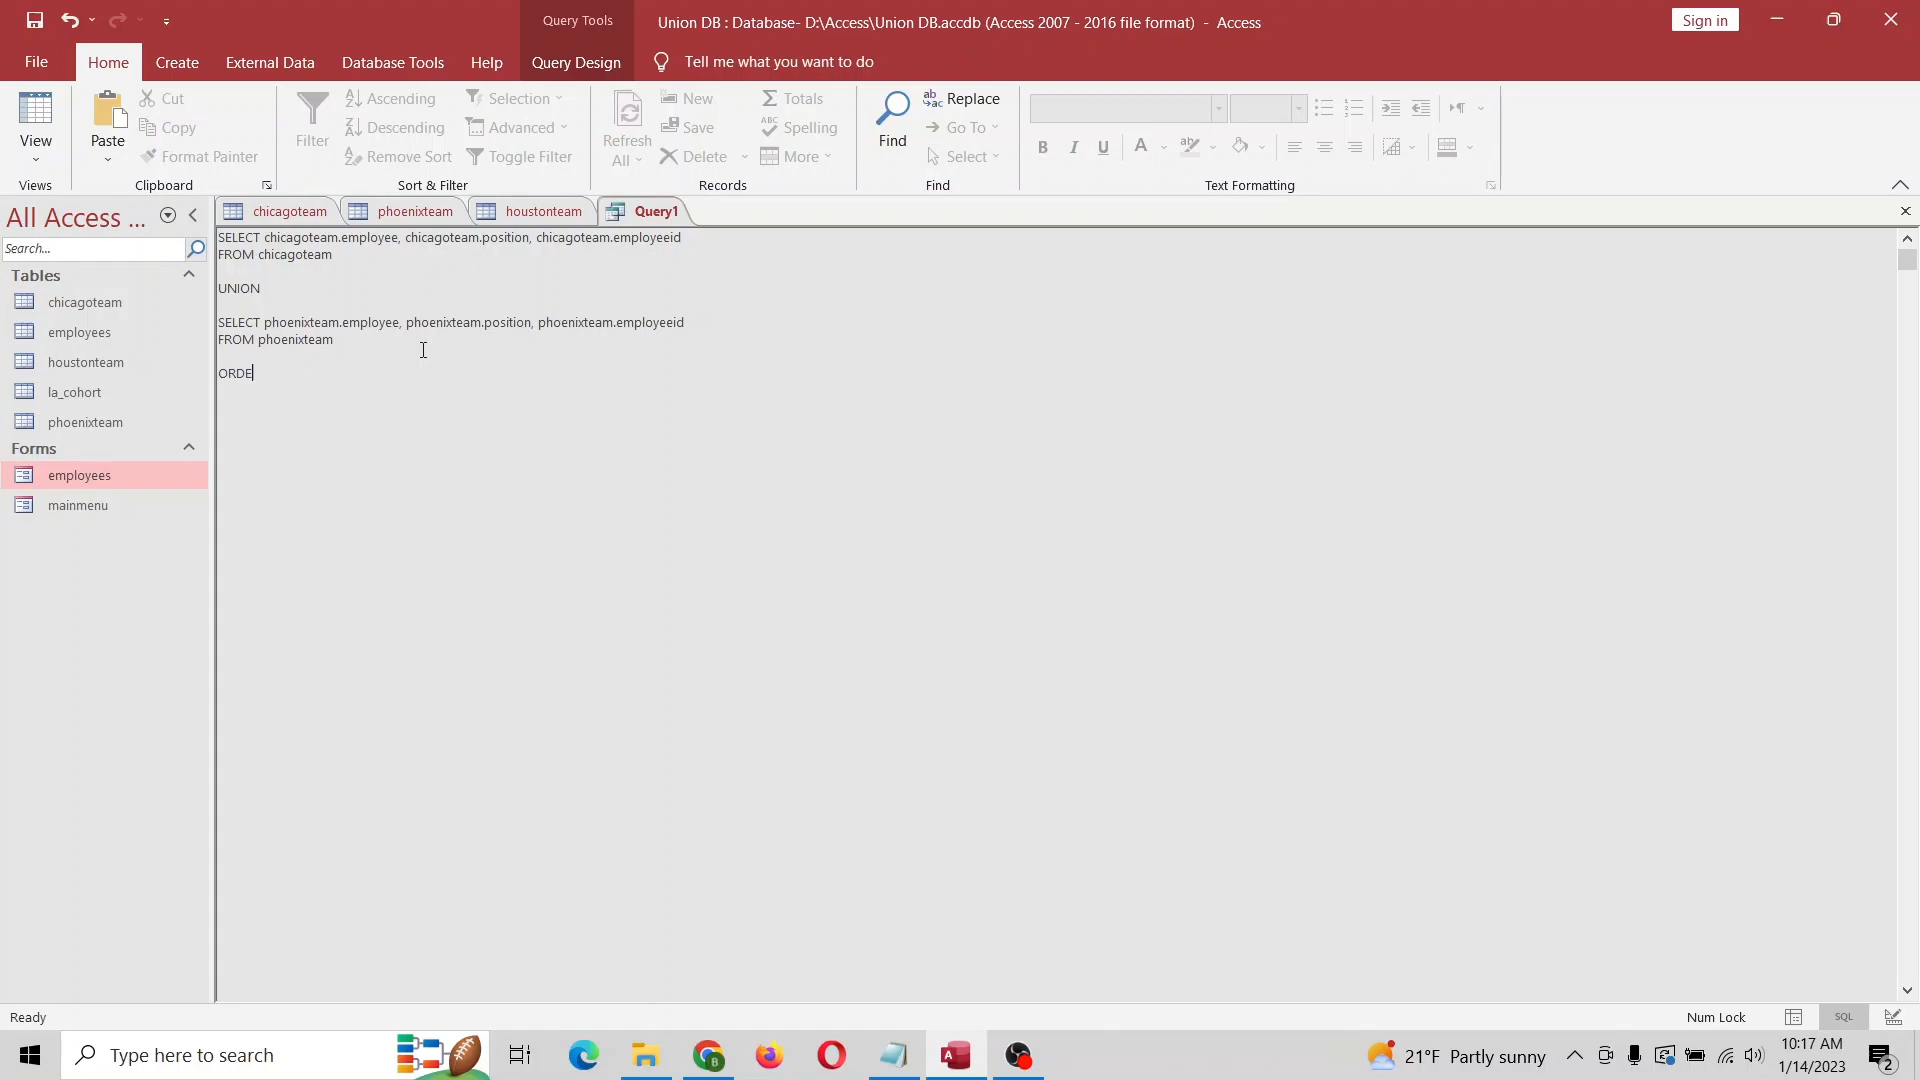 Query Tools
Union DB : Database- D:\Access\Union DB.accdb (Access 2007 - 2016 file format) - Access
Sign in
File
Home
Create
External Data
Database Tools
Help
Query Design
Tell me what you want to do
View
Views
Paste
Cut
Copy
Format Painter
Clipboard
Filter
Ascending
Descending
Remove Sort
Selection
Advanced
Toggle Filter
Sort & Filter
Refresh
All
New
Save
Delete
Totals
Spelling
More
Records
Find
Replace
Go To
Select
Find
B I U A
Text Formatting
All Access ...
chicagoteam
phoenixteam
houstonteam
Query1
Search...
Tables
chicagoteam
employees
houstonteam
la_cohort
phoenixteam
Forms
employees
mainmenu
SELECT chicagoteam.employee, chicagoteam.position, chicagoteam.employeeid
FROM chicagoteam
UNION
SELECT phoenixteam.employee, phoenixteam.position, phoenixteam.employeeid
FROM phoenixteam
ORDE
Ready
Num Lock
SQL
Type here to search
21°F Partly sunny
10:17 AM
1/14/2023
2